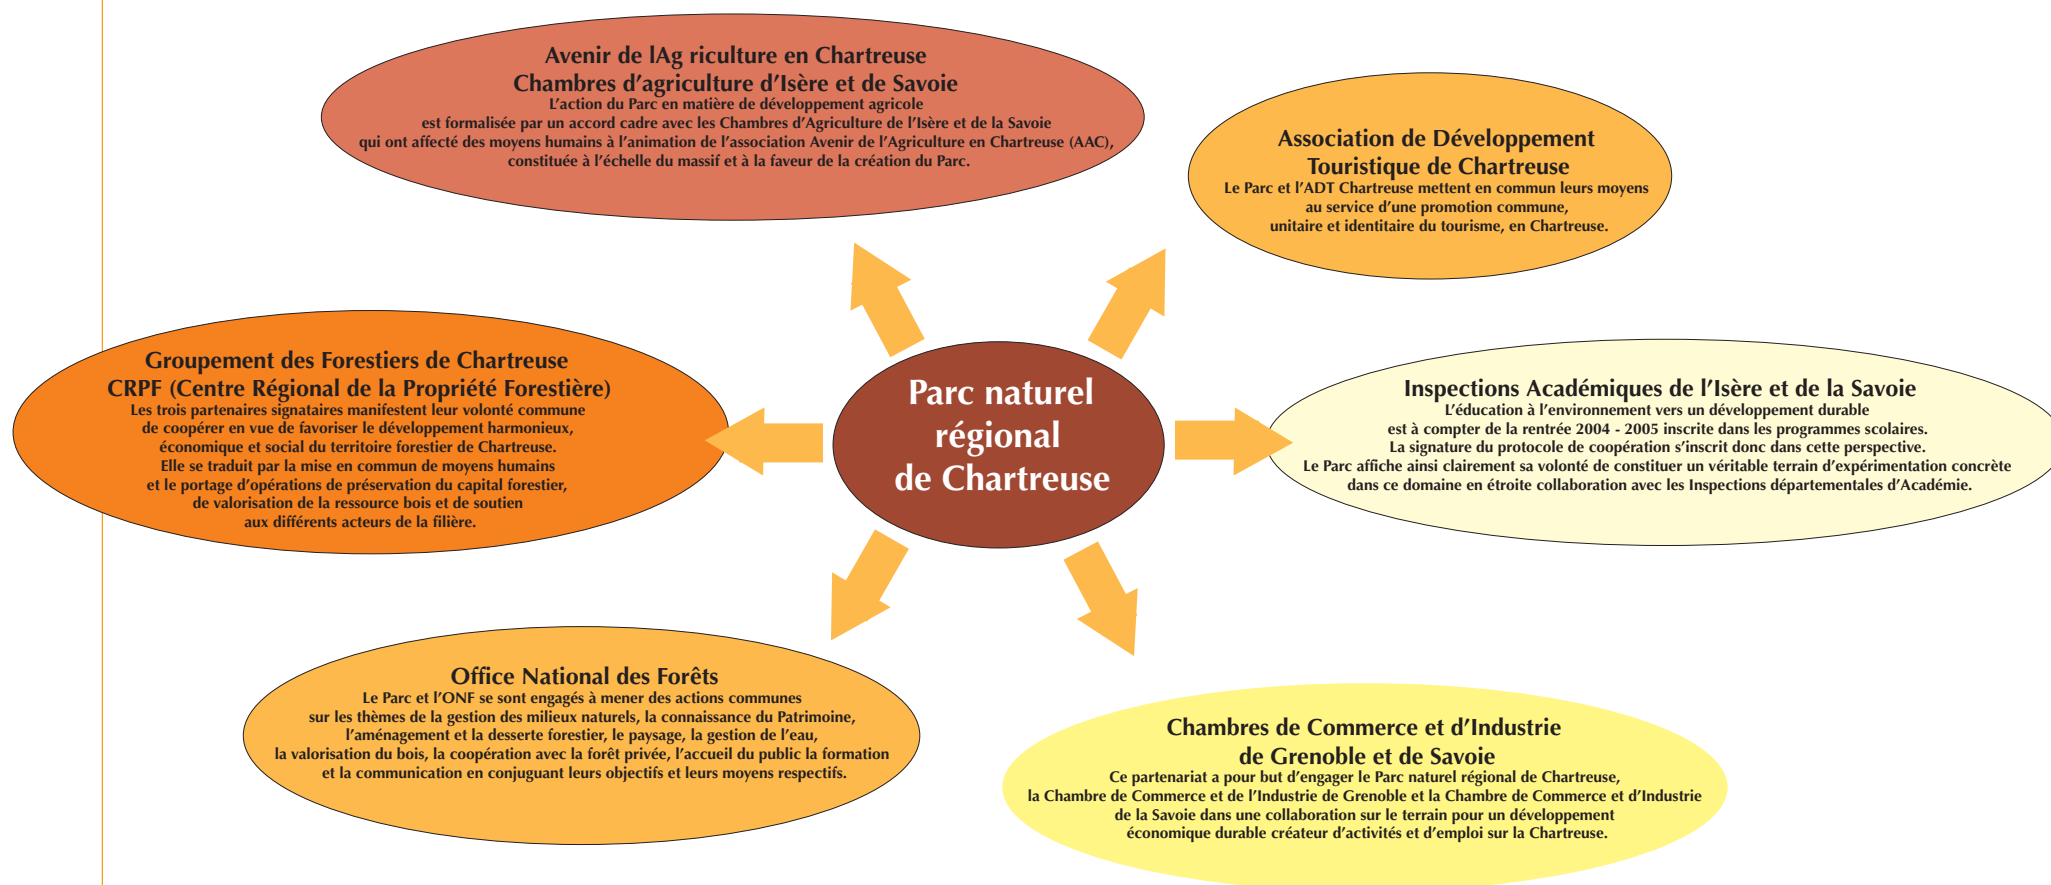 Avenir de lAg riculture en Chartreuse
Chambres d’agriculture d’Isère et de Savoie
L’action du Parc en matière de développement agricole
est formalisée par un accord cadre avec les Chambres d’Agriculture de l’Isère et de la Savoie
qui ont affecté des moyens humains à l’animation de l’association Avenir de l’Agriculture en Chartreuse (AAC),
constituée à l’échelle du massif et à la faveur de la création du Parc.
Association de Développement
Touristique de Chartreuse
Le Parc et l’ADT Chartreuse mettent en commun leurs moyens
au service d’une promotion commune,
unitaire et identitaire du tourisme, en Chartreuse.
Groupement des Forestiers de Chartreuse
CRPF (Centre Régional de la Propriété Forestière)
Les trois partenaires signataires manifestent leur volonté commune
de coopérer en vue de favoriser le développement harmonieux,
économique et social du territoire forestier de Chartreuse.
Elle se traduit par la mise en commun de moyens humains
et le portage d’opérations de préservation du capital forestier,
de valorisation de la ressource bois et de soutien
aux différents acteurs de la filière.
Parc naturel
régional
de Chartreuse
Inspections Académiques de l’Isère et de la Savoie
L’éducation à l’environnement vers un développement durable
est à compter de la rentrée 2004 - 2005 inscrite dans les programmes scolaires.
La signature du protocole de coopération s’inscrit donc dans cette perspective.
Le Parc affiche ainsi clairement sa volonté de constituer un véritable terrain d’expérimentation concrète
dans ce domaine en étroite collaboration avec les Inspections départementales d’Académie.
Office National des Forêts
Le Parc et l’ONF se sont engagés à mener des actions communes
sur les thèmes de la gestion des milieux naturels, la connaissance du Patrimoine,
l’aménagement et la desserte forestier, le paysage, la gestion de l’eau,
la valorisation du bois, la coopération avec la forêt privée, l’accueil du public la formation
et la communication en conjuguant leurs objectifs et leurs moyens respectifs.
Chambres de Commerce et d’Industrie
de Grenoble et de Savoie
Ce partenariat a pour but d’engager le Parc naturel régional de Chartreuse,
la Chambre de Commerce et de l’Industrie de Grenoble et la Chambre de Commerce et d’Industrie
de la Savoie dans une collaboration sur le terrain pour un développement
économique durable créateur d’activités et d’emploi sur la Chartreuse.